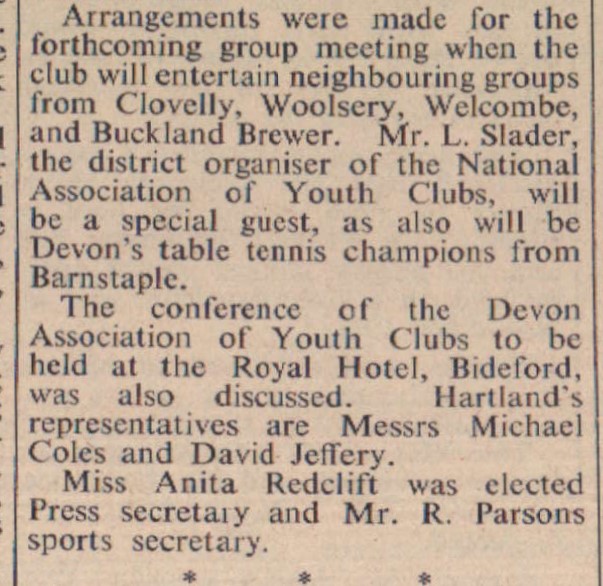 Arrangements were made for the
forthcoming group meeting when the
club will entertain neighbouring groups
from Clovelly, Woolsery, Welcombe,
and Buckland Brewer. Mr. L. Slader,
the district organiser of the National
Association of Youth Clubs, will
be a special guest, as also will be
Devon's table tennis champions from
Barnstaple.
The conference of the Devon
Association of Youth Clubs to be
held at the Royal Hotel, Bideford,
was also discussed. Hartland's
representatives are Messrs Michael
Coles and David Jeffery.
Miss Anita Redclift was elected
Press secretary and Mr. R. Parsons
sports secretary.
* * *